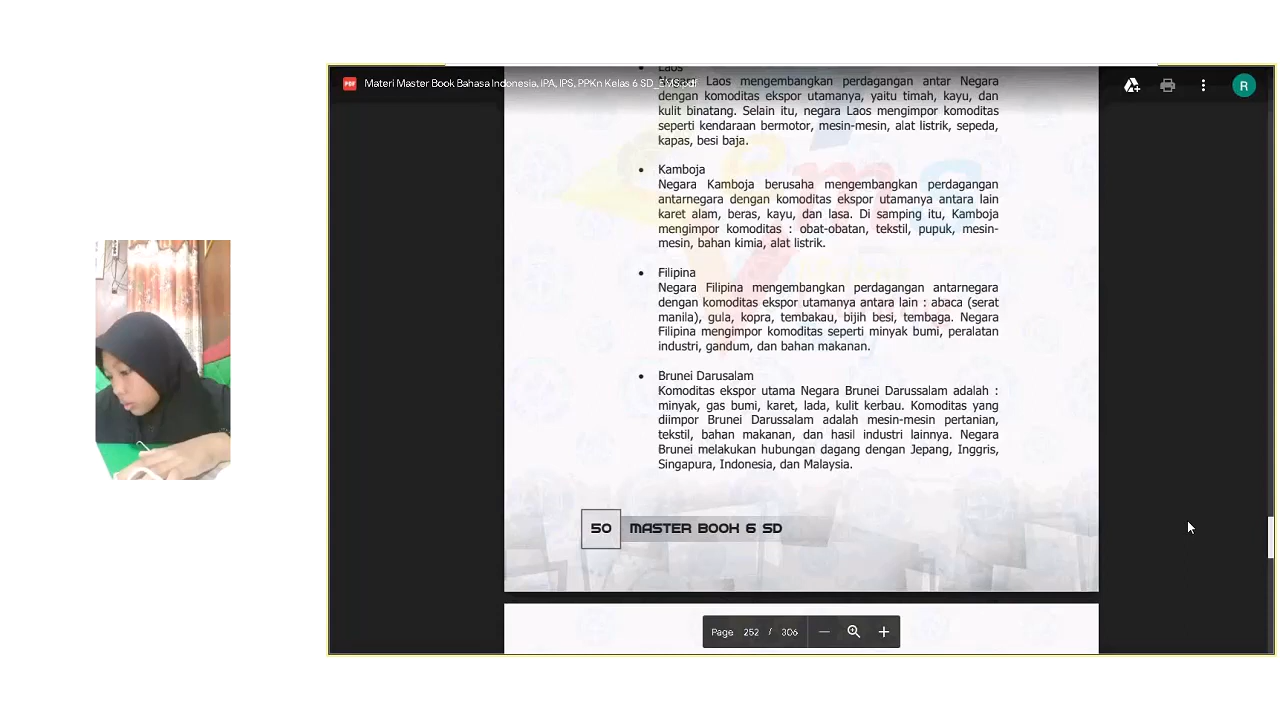 Laos
Materi Master Book Bahasa Indonesia, IPA, IPS, PPKn Kelas 6 SD_EMS.pdf
PDF
R
Negara Laos mengembangkan perdagangan antar Negara
dengan komoditas ekspor utamanya, yaitu timah, kayu, dan
kulit binatang. Selain itu, negara Laos mengimpor komoditas
seperti kendaraan bermotor, mesin-mesin, alat listrik, sepeda,
kapas, besi baja.
• Kamboja
Negara Kamboja berusaha mengembangkan perdagangan
antarnegara dengan komoditas ekspor utamanya antara lain
karet alam, beras, kayu, dan lasa. Di samping itu, Kamboja
mengimpor komoditas : obat-obatan, tekstil, pupuk, mesin-
mesin, bahan kimia, alat listrik.
• Filipina
Negara Filipina mengembangkan perdagangan antarnegara
dengan komoditas ekspor utamanya antara lain : abaca (serat
manila), gula, kopra, tembakau, bijih besi, tembaga. Negara
Filipina mengimpor komoditas seperti minyak bumi, peralatan
industri, gandum, dan bahan makanan.
• Brunei Darusalam
Komoditas ekspor utama Negara Brunei Darussalam adalah :
minyak, gas bumi, karet, lada, kulit kerbau. Komoditas yang
diimpor Brunei Darussalam adalah mesin-mesin pertanian,
tekstil, bahan makanan, dan hasil industri lainnya. Negara
Brunei melakukan hubungan dagang dengan Jepang, Inggris,
Singapura, Indonesia, dan Malaysia.
50 MASTER BOOK 6 SD
Page 252 / 306